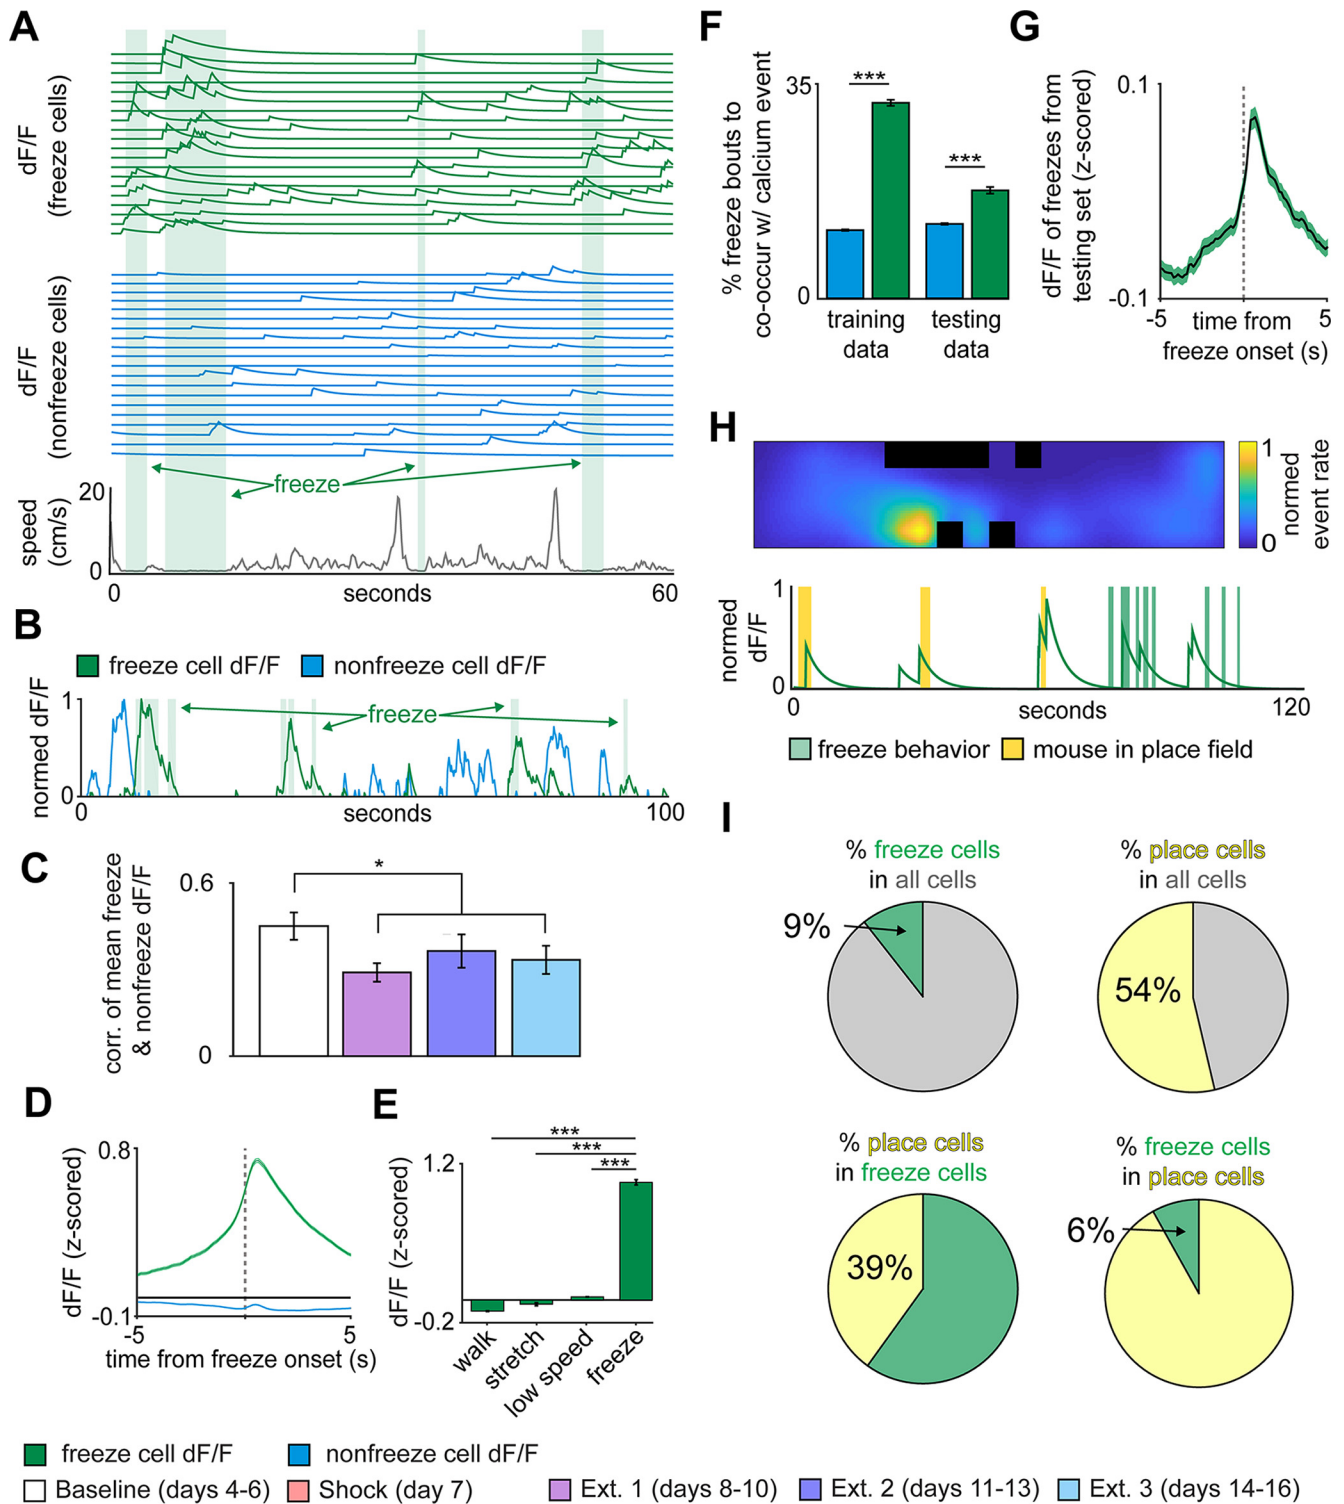 A
dF/F
(freeze cells)
dF/F
(nonfreeze cells)
freeze
speed
(cm/s)
20
0
0
seconds
60
B
freeze cell dF/F
nonfreeze cell dF/F
normed dF/F
1
0
freeze
0
seconds
100
C
corr. of mean freeze
& nonfreeze dF/F
0.6
0
*
D
dF/F (z-scored)
0.8
-0.1
-5
5
time from freeze onset (s)
E
dF/F (z-scored)
1.2
-0.2
***
***
***
walk
stretch
low speed
freeze
F
% freeze bouts to
co-occur w/ calcium event
35
0
***
***
training
data
testing
data
G
dF/F of freezes from
testing set (z-scored)
0.1
-0.1
-5
time from
5
freeze onset (s)
H
1
0
normed
event rate
normed
dF/F
1
0
0
seconds
120
freeze behavior
mouse in place field
I
% freeze cells
in all cells
9%
% place cells
in all cells
54%
% place cells
in freeze cells
39%
% freeze cells
in place cells
6%
freeze cell dF/F
nonfreeze cell dF/F
Baseline (days 4-6)
Shock (day 7)
Ext. 1 (days 8-10)
Ext. 2 (days 11-13)
Ext. 3 (days 14-16)